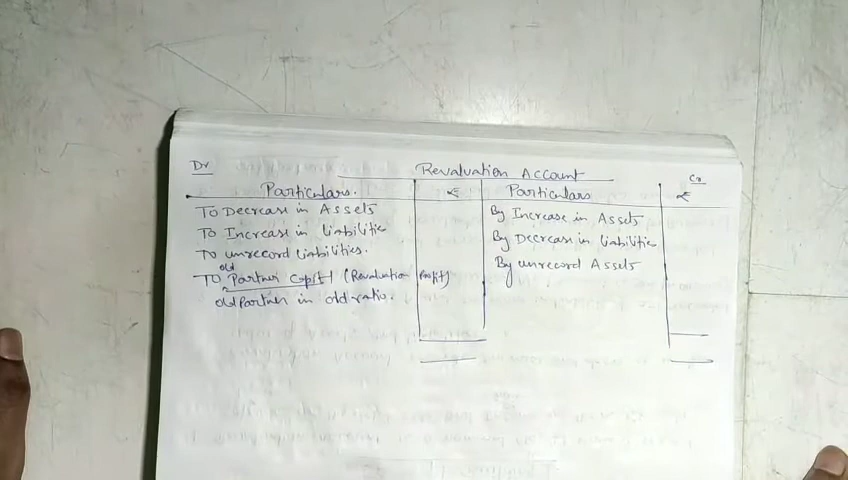 Dr Revaluation Account Cr
Particulars. ₹ Particulars ₹
To Decrease in Assets
To Increase in liabilities
To unrecord liabilities.
old
To Partner Capital (Revaluation Profit)
old Partner in old ratio.
By Increase in Assets
By Decrease in liabilities
By unrecord Assets